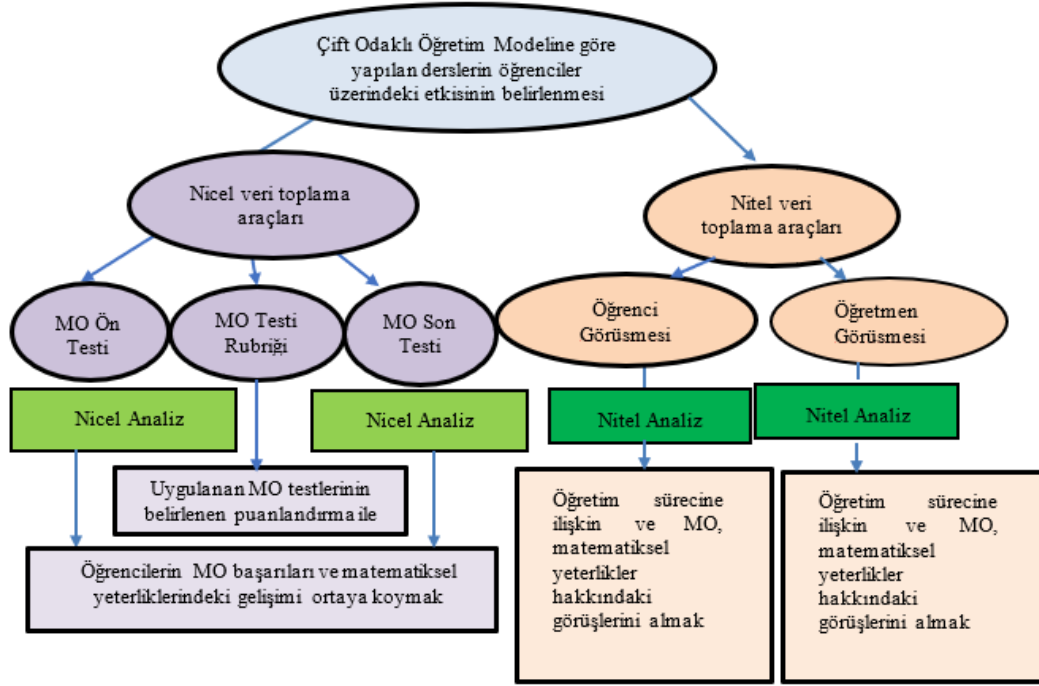 Çift Odaklı Öğretim Modeline göre
yapılan derslerin öğrenciler
üzerindeki etkisinin belirlenmesi
Nicel veri toplama
araçları
Nitel veri
toplama araçları
MO Ön
Testi
MO Testi
Rubriği
MO Son
Testi
Öğrenci
Görüsmesi
Öğretmen
Görüsmesi
Nicel Analiz
Nicel Analiz
Nitel Analiz
Nitel Analiz
Uygulanan MO testlerinin
belirlenen puanlandırma ile
Öğrencilerin MO başarıları ve matematiksel
yeterliklerindeki gelişimi ortaya koymak
Öğretim sürecine
ilişkin ve MO,
matematiksel
yeterlikler
hakkındaki
görüşlerini almak
Öğretim sürecine
ilişkin ve MO,
matematiksel
yeterlikler
hakkındaki
görüşlerini almak